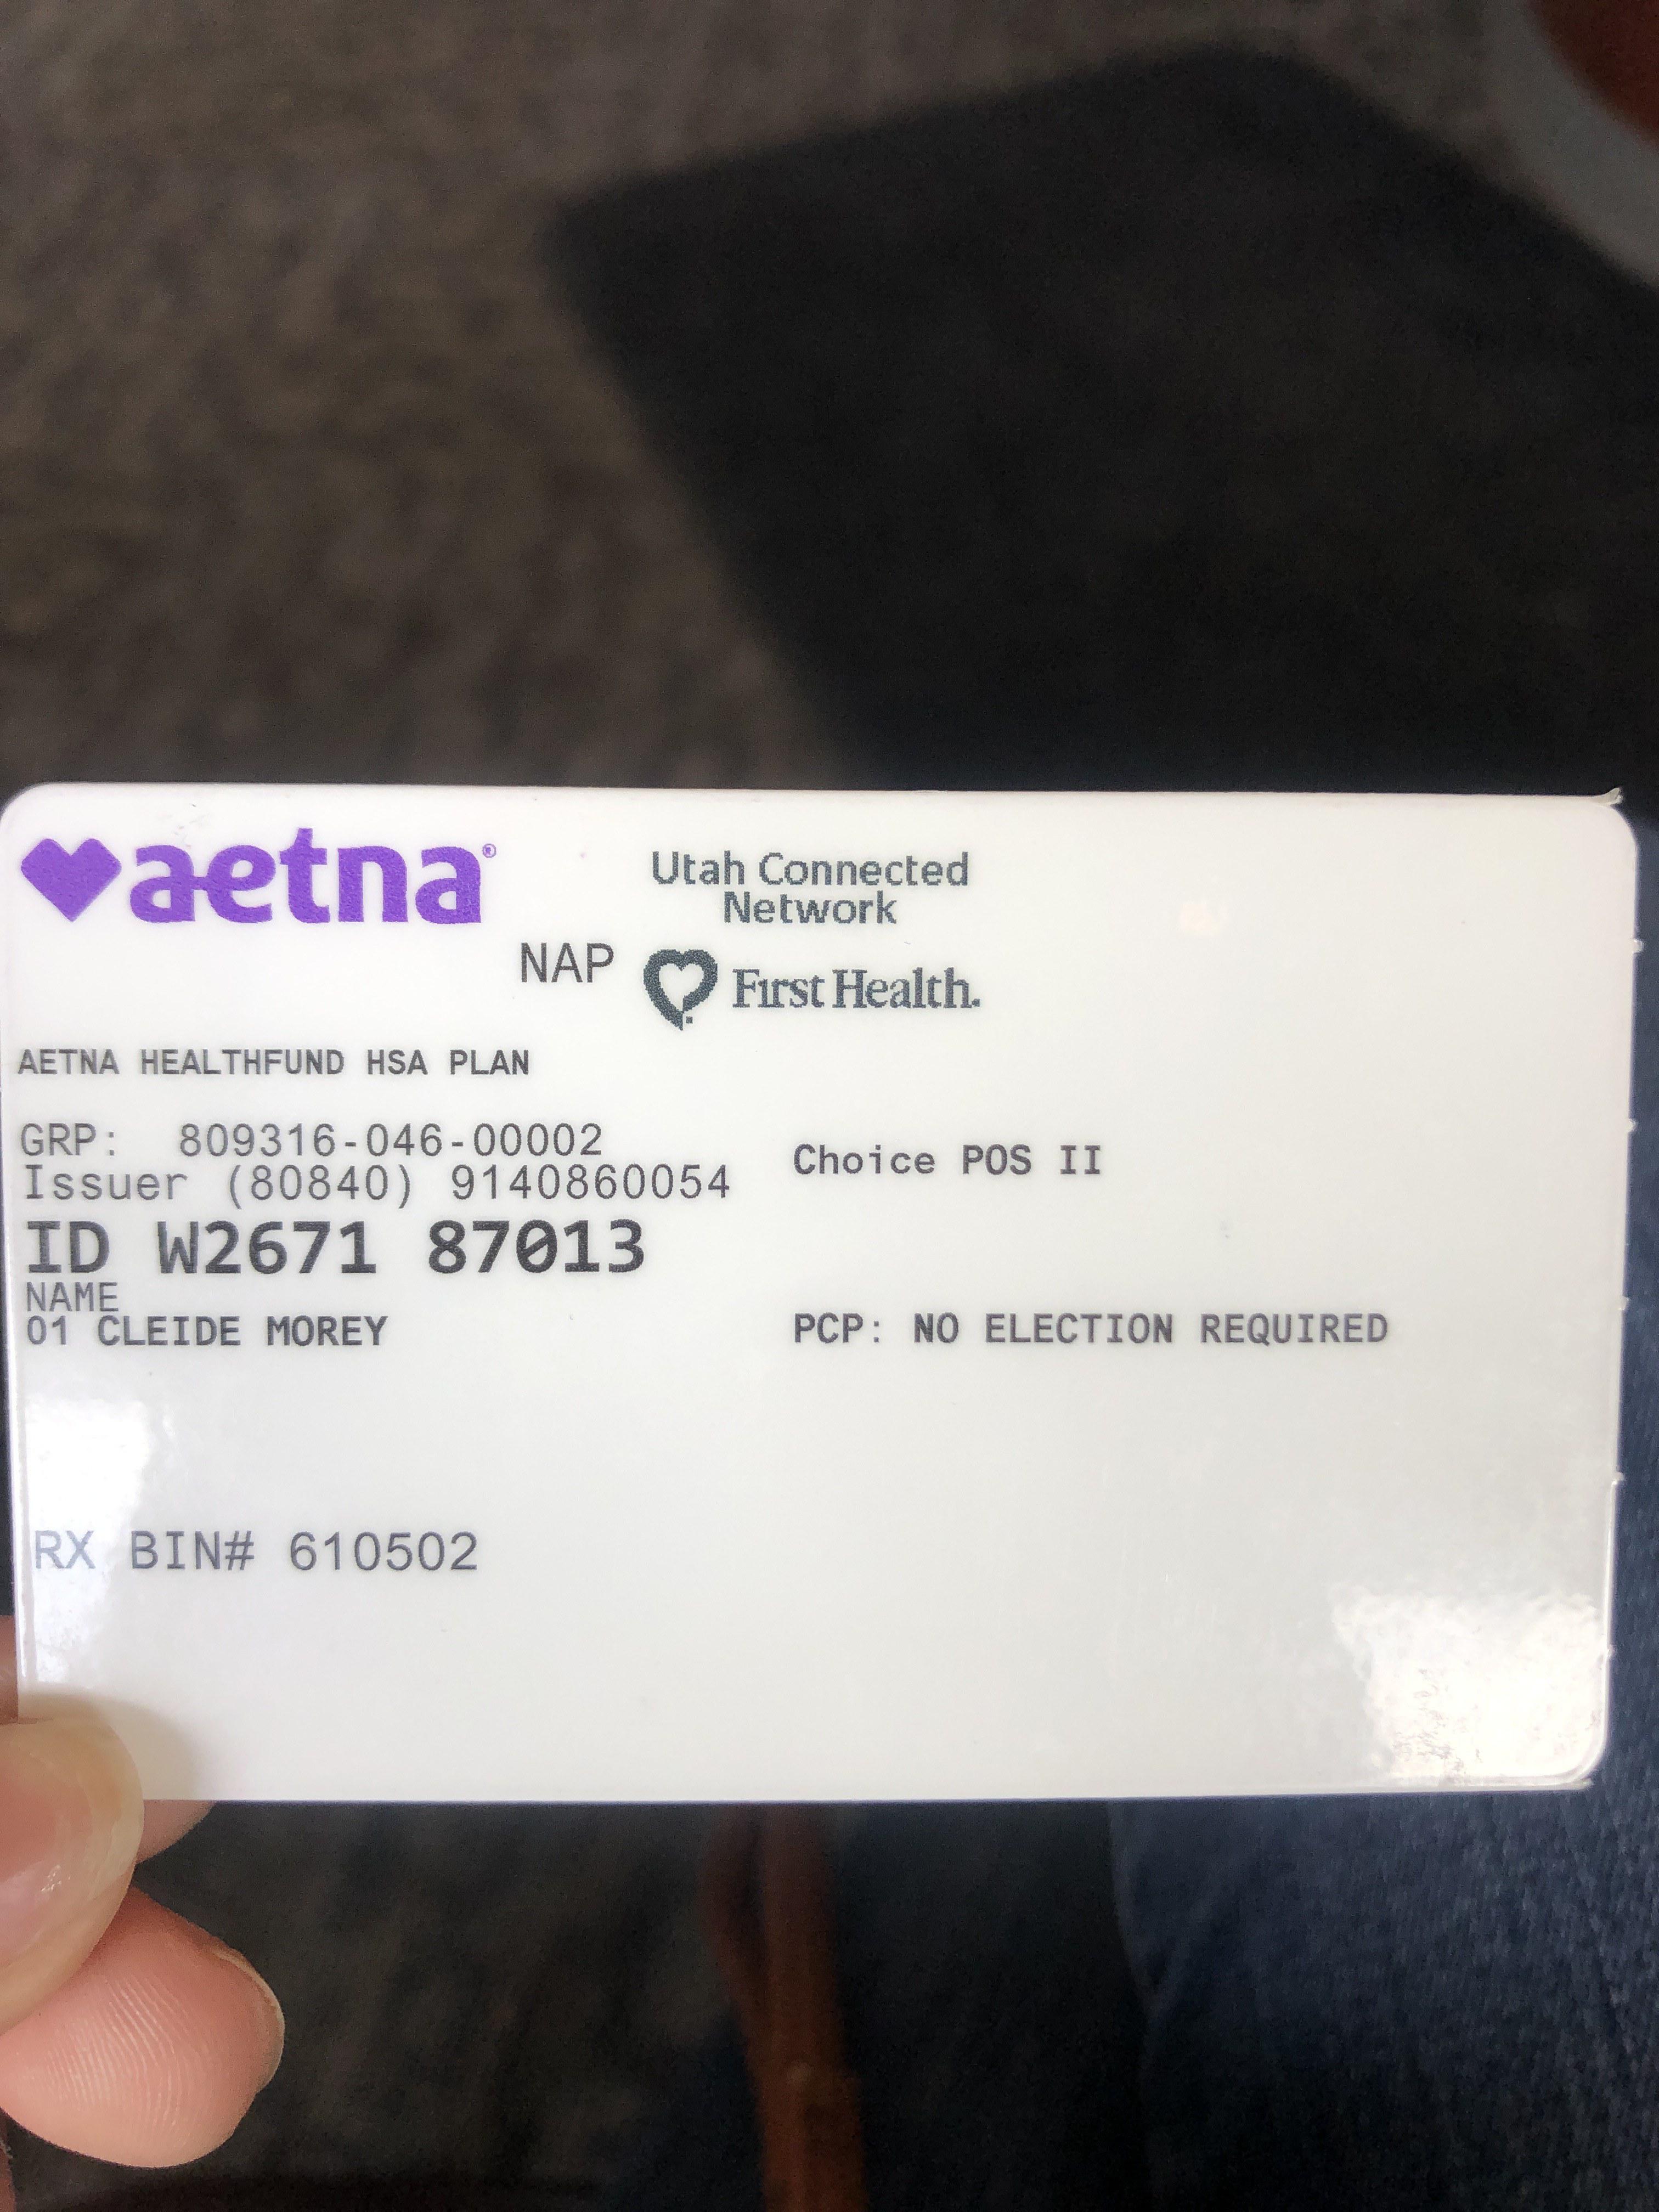 aetna®
Utah Connected
Network
NAP
First Health.
AETNA HEALTHFUND HSA PLAN
GRP: 809316-046-00002
Issuer (80840) 9140860054
Choice POS II
ID W2671 87013
NAME
01 CLEIDE MOREY
PCP: NO ELECTION REQUIRED
RX BIN# 610502